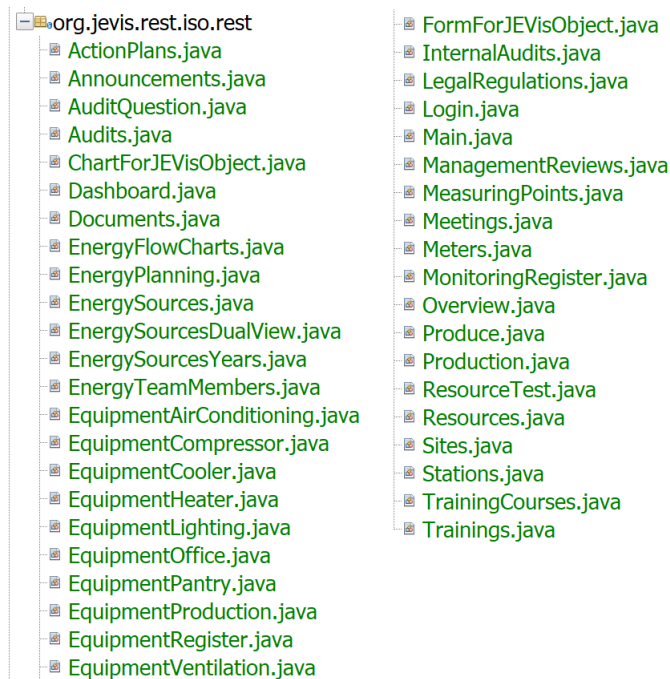 org.jevis.rest.iso.rest
ActionPlans.java
Announcements.java
AuditQuestion.java
Audits.java
ChartForJEVisObject.java
Dashboard.java
Documents.java
EnergyFlowCharts.java
EnergyPlanning.java
EnergySources.java
EnergySourcesDualView.java
EnergySourcesYears.java
EnergyTeamMembers.java
EquipmentAirConditioning.java
EquipmentCompressor.java
EquipmentCooler.java
EquipmentHeater.java
EquipmentLighting.java
EquipmentOffice.java
EquipmentPantry.java
EquipmentProduction.java
EquipmentRegister.java
EquipmentVentilation.java
FormForJEVisObject.java
InternalAudits.java
LegalRegulations.java
Login.java
Main.java
ManagementReviews.java
MeasuringPoints.java
Meetings.java
Meters.java
MonitoringRegister.java
Overview.java
Produce.java
Production.java
ResourceTest.java
Resources.java
Sites.java
Stations.java
TrainingCourses.java
Trainings.java